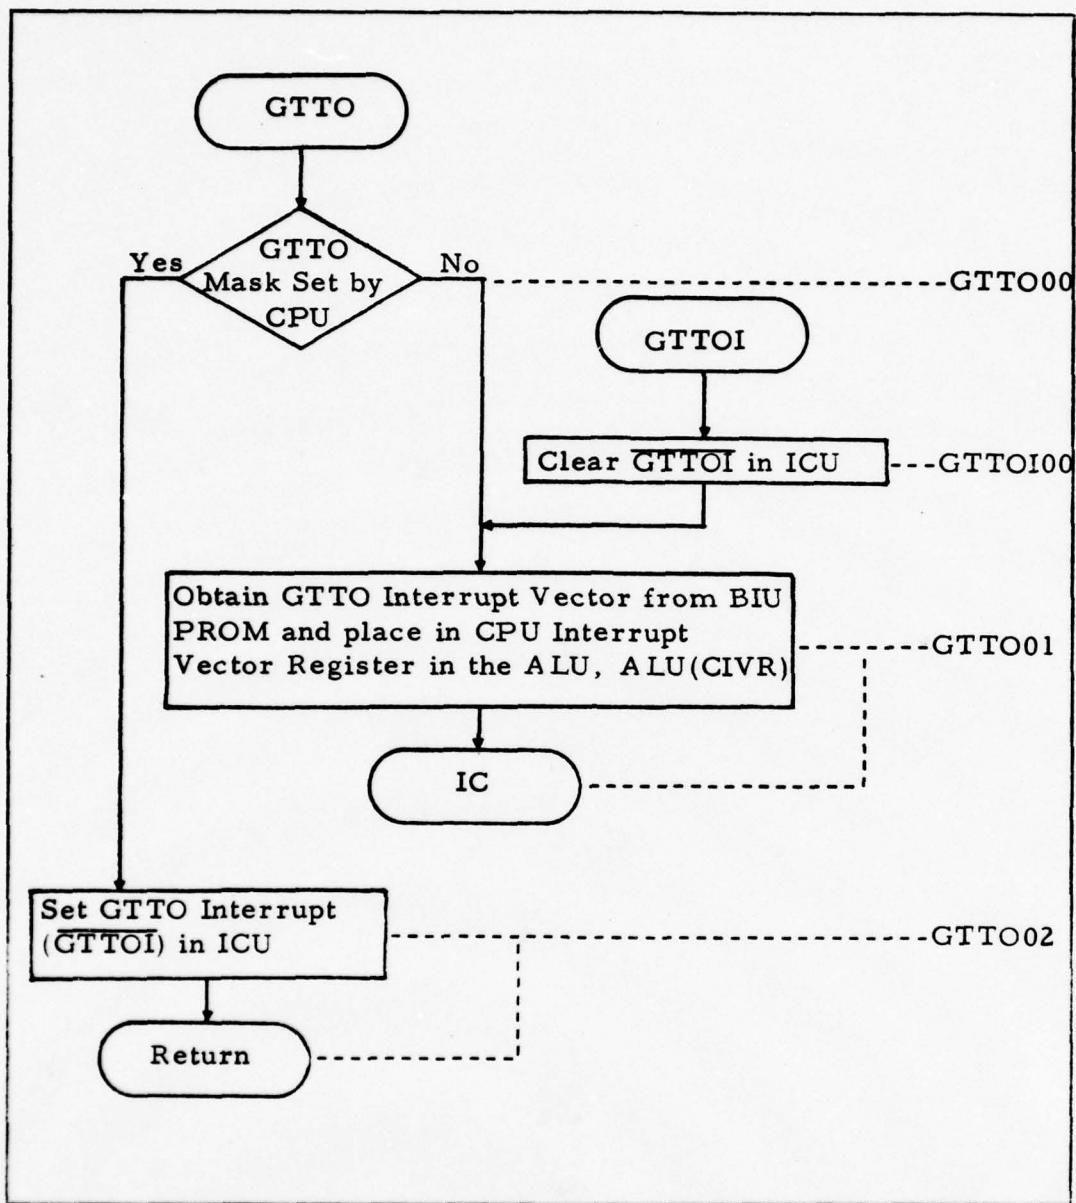 GTTO
GTTO
Mask Set by
CPU
Yes
No
GTTO00
GTTOI
Clear G̅T̅T̅O̅I̅ in ICU
GTTOI00
Obtain GTTO Interrupt Vector from BIU
PROM and place in CPU Interrupt
Vector Register in the ALU, ALU(CIVR)
GTTO01
IC
Set GTTO Interrupt
(G̅T̅T̅O̅I̅) in ICU
GTTO02
Return